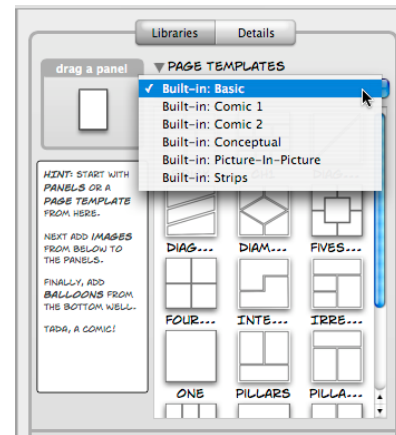 Libraries Details
drag a panel
PAGE TEMPLATES
✓ Built-in: Basic
Built-in: Comic 1
Built-in: Comic 2
Built-in: Conceptual
Built-in: Picture-In-Picture
Built-in: Strips
HINT: START WITH
PANELS OR A
PAGE TEMPLATE
FROM HERE.
NEXT ADD IMAGES
FROM BELOW TO
THE PANELS.
FINALLY, ADD
BALLOONS FROM
THE BOTTOM WELL.
TADA, A COMIC!
DIAG... DIAM... FIVES...
FOUR... INTE... IRRE...
ONE PILLARS PILLA...